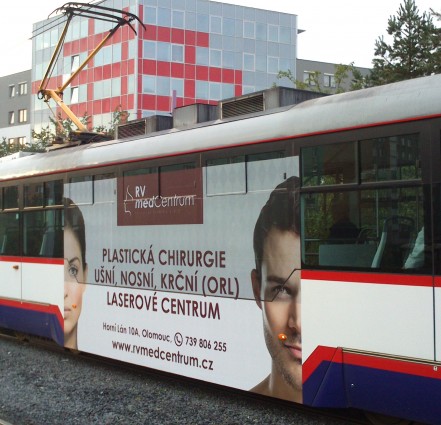 RV
medCentrum
PLASTICKÁ CHIRURGIE
UŠNÍ, NOSNÍ, KRČNÍ (ORL)
LASEROVÉ CENTRUM
Horní Lán 10A, Olomouc, 739 806 255
www.rvmedcentrum.cz